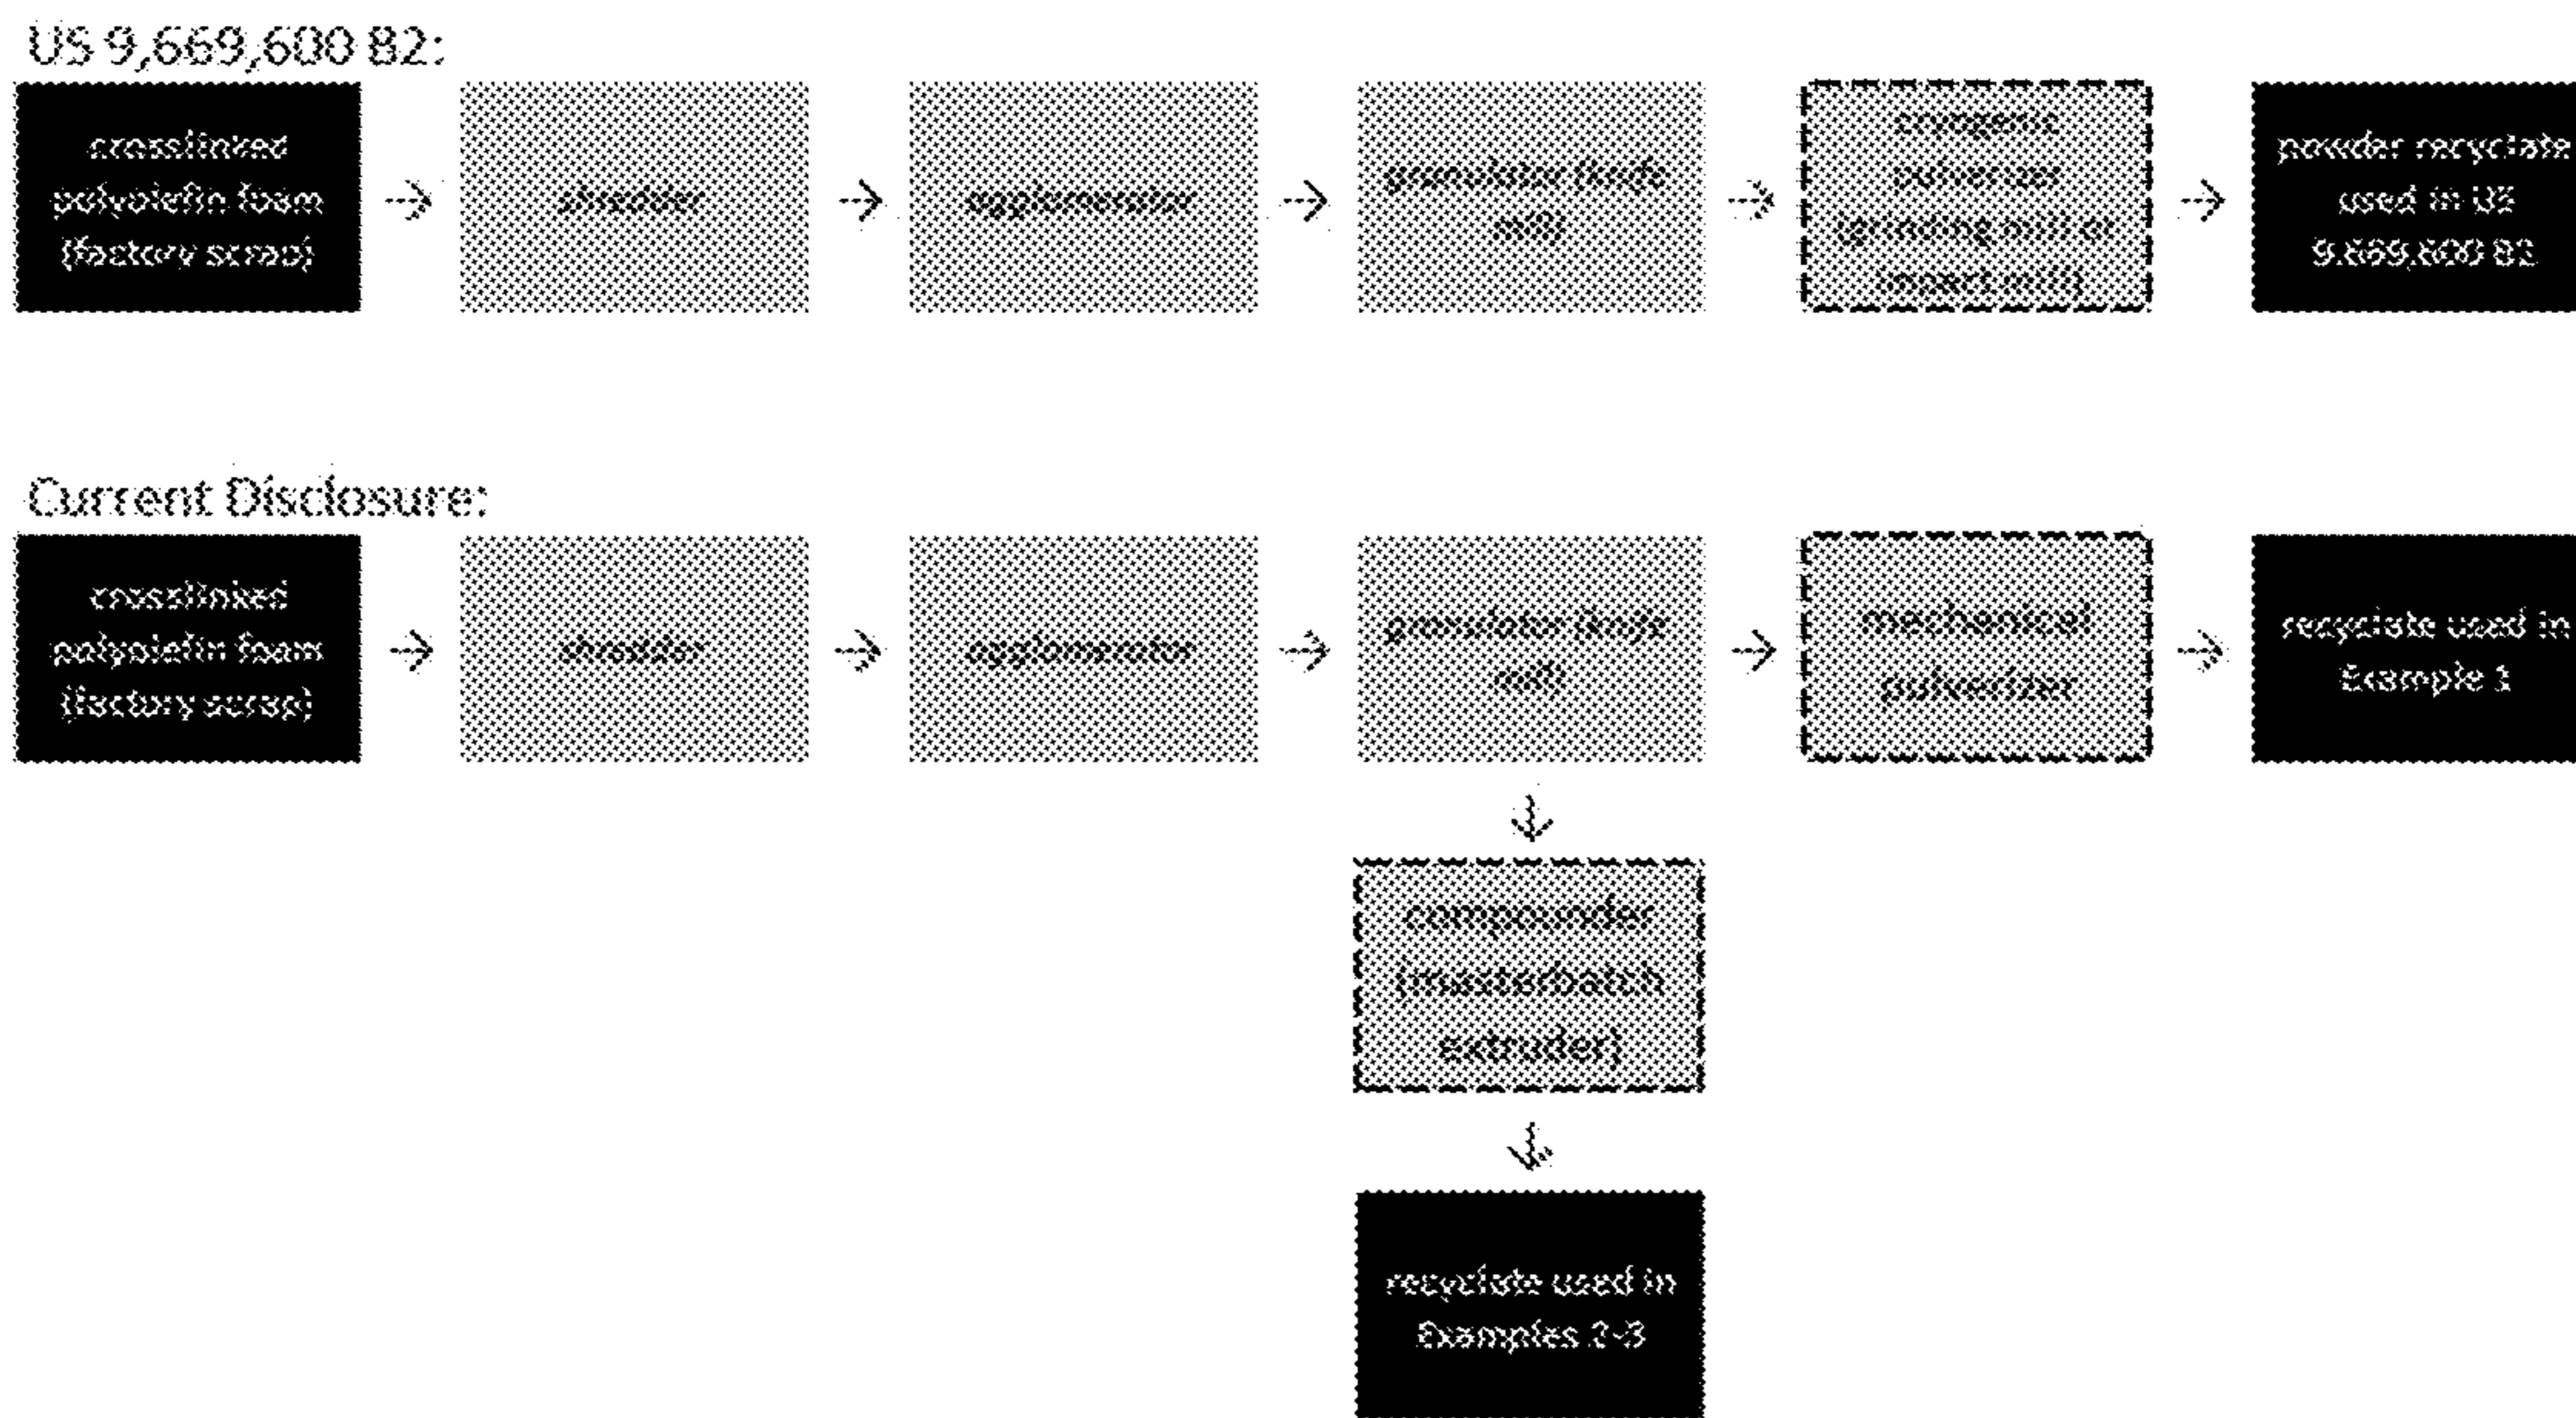 US 9,669,600 B2:
crosslinked
polyolefin foam
(factory scrap)
shredder
agglomerator
granulator (knife
mill)
cryogenic
pulverizer
(grinding mill or
impact mill)
powder recyclate
used in US
9,669,600 B2
Current Disclosure:
crosslinked
polyolefin foam
(factory scrap)
shredder
agglomerator
granulator (knife
mill)
mechanical
pulverizer
recyclate used in
Example 1
compounder
(masterbatch
extruder)
recyclate used in
Examples 2-3